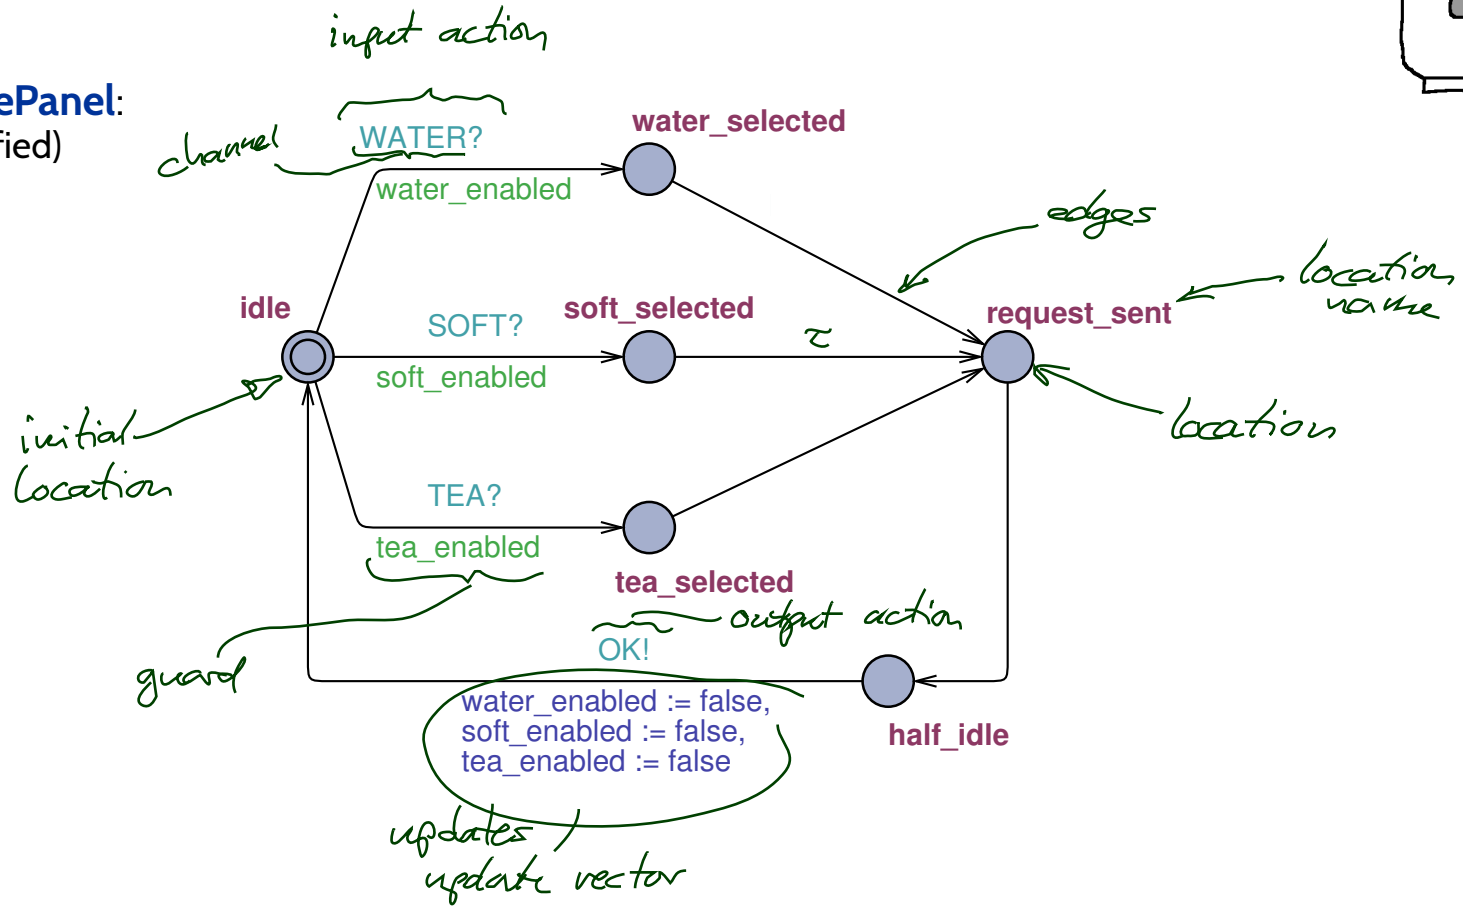 input action
ePanel:
fied)
channel
WATER?
water_enabled
water_selected
edges
location
name
idle
SOFT?
soft_enabled
soft_selected
τ
request_sent
initial
location
location
TEA?
tea_enabled
tea_selected
output action
guard
OK!
water_enabled := false,
soft_enabled := false,
tea_enabled := false
half_idle
updates
update vector